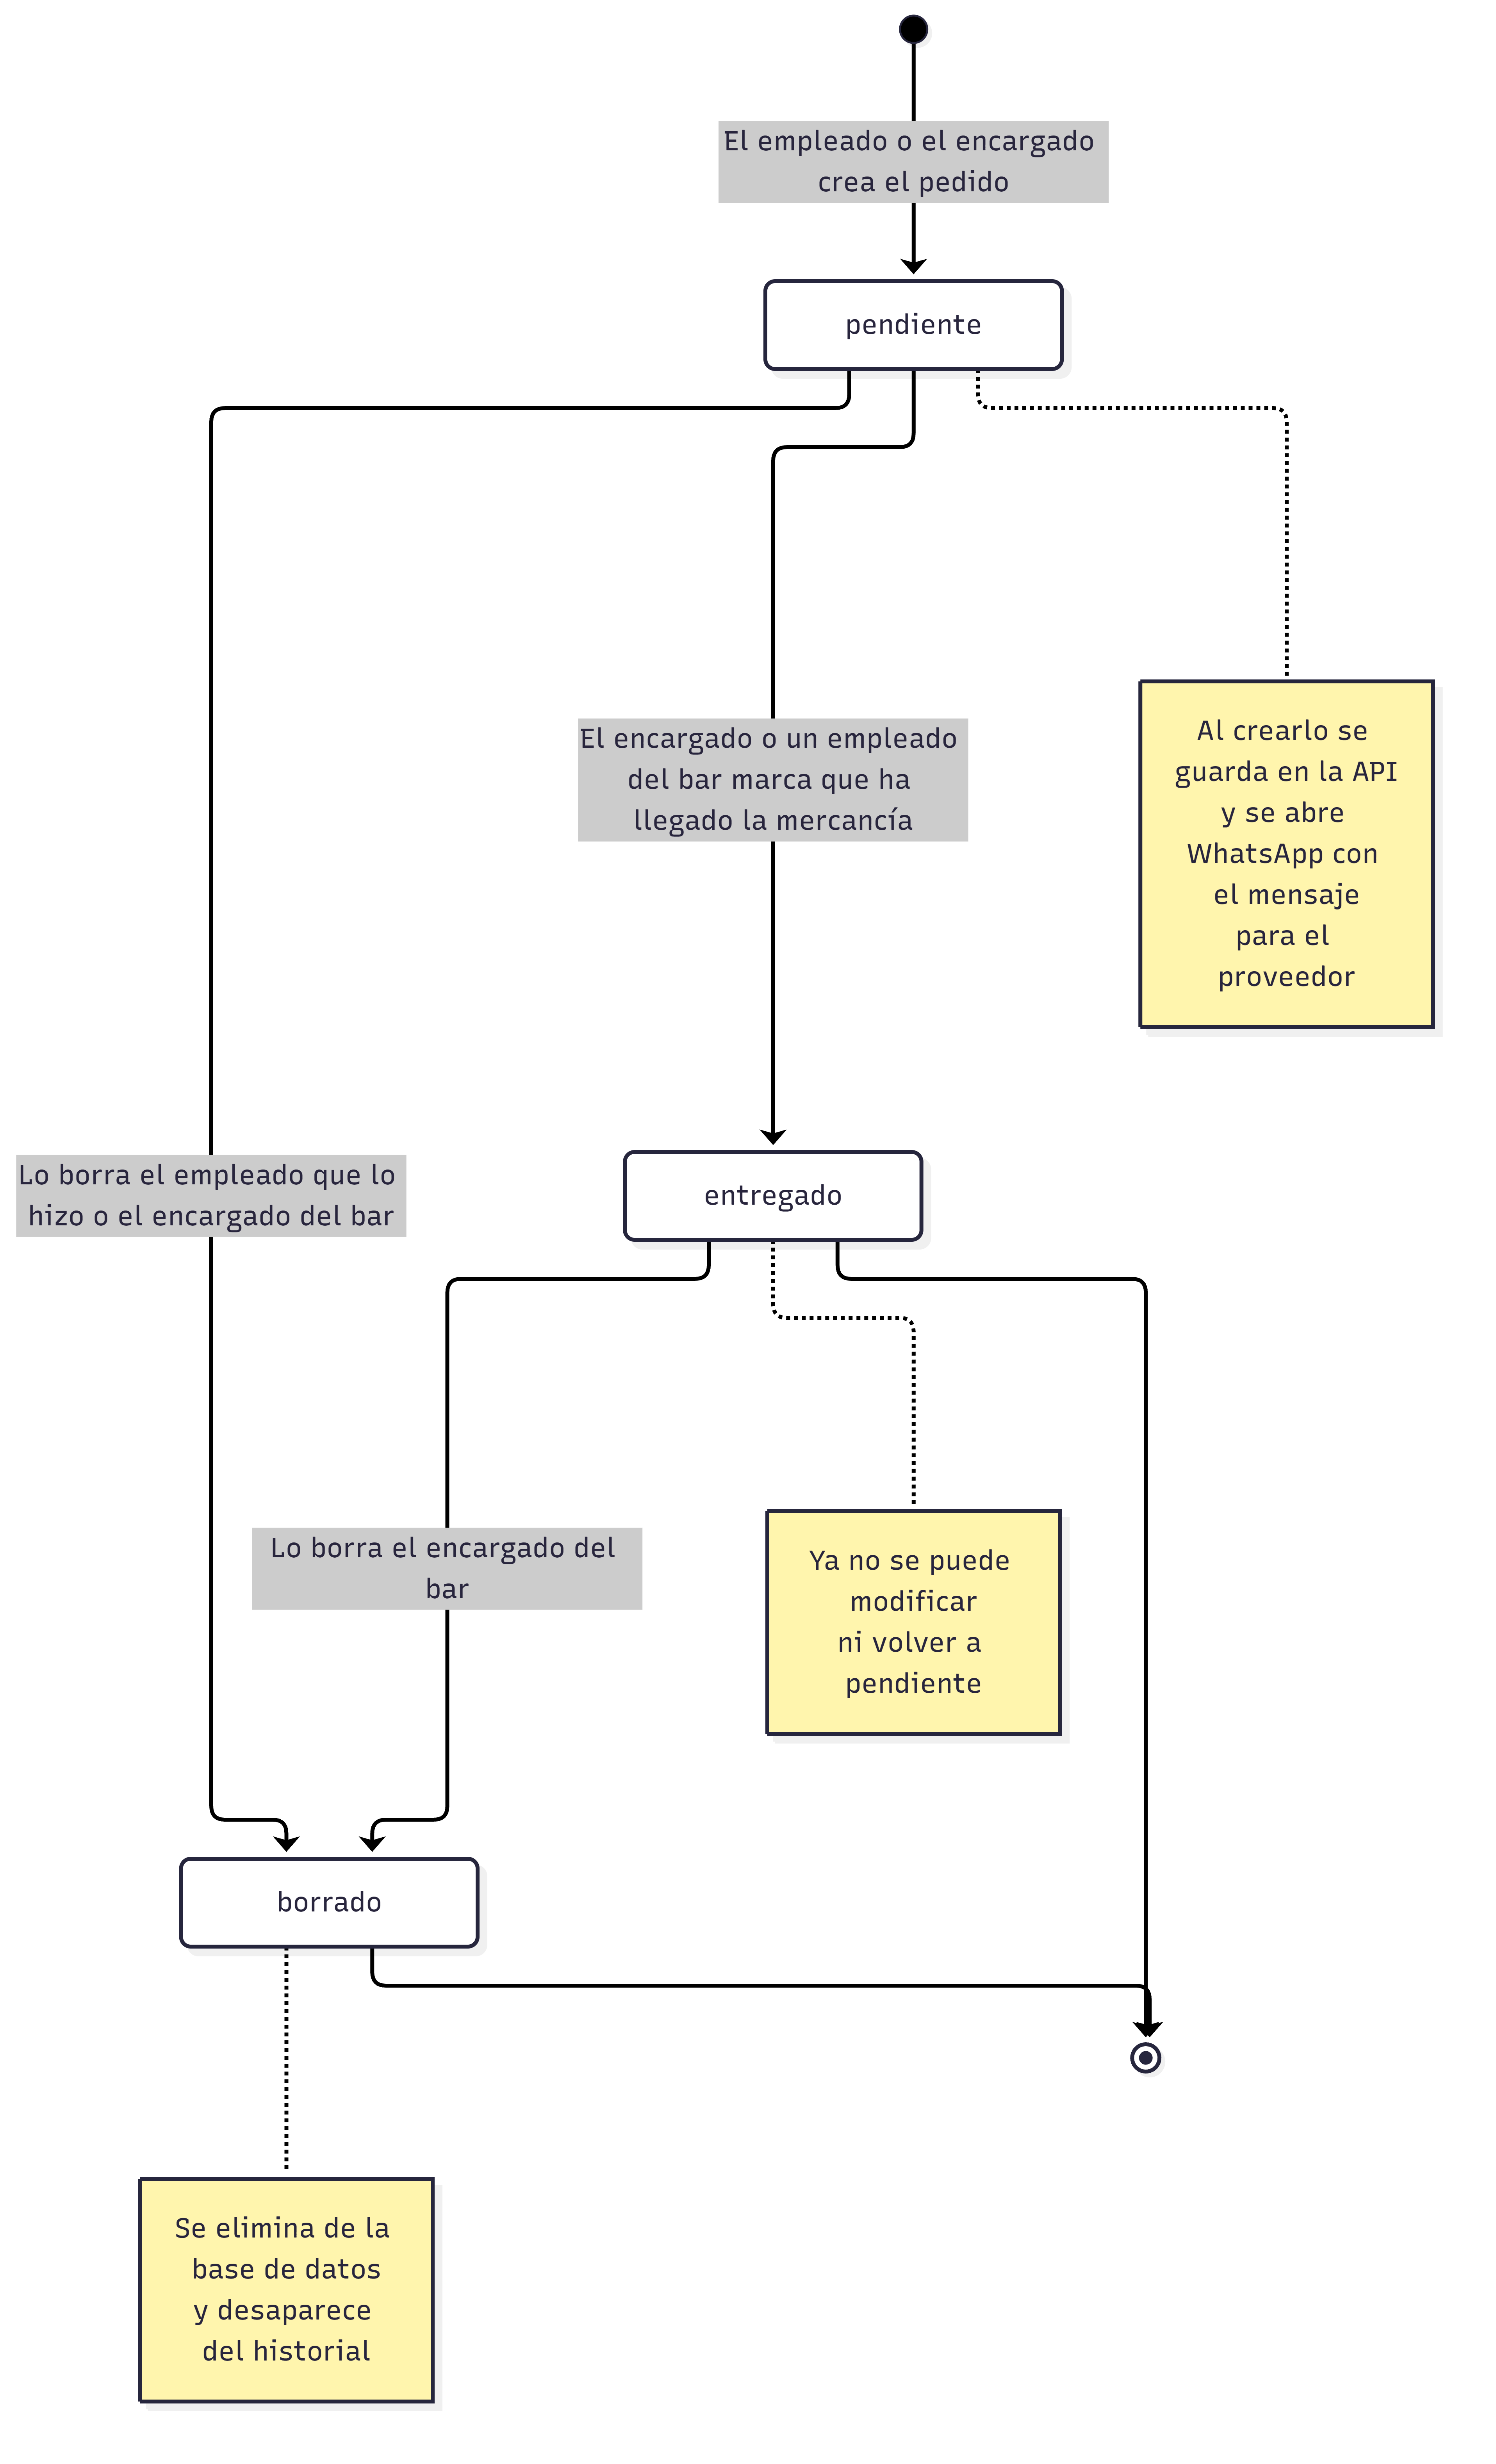 El empleado o el encargado
crea el pedido
pendiente
El encargado o un empleado
del bar marca que ha
llegado la mercancía
Al crearlo se
guarda en la API
y se abre
WhatsApp con
el mensaje
para el
proveedor
Lo borra el empleado que lo
hizo o el encargado del bar
entregado
Lo borra el encargado del
bar
Ya no se puede
modificar
ni volver a
pendiente
borrado
Se elimina de la
base de datos
y desaparece
del historial